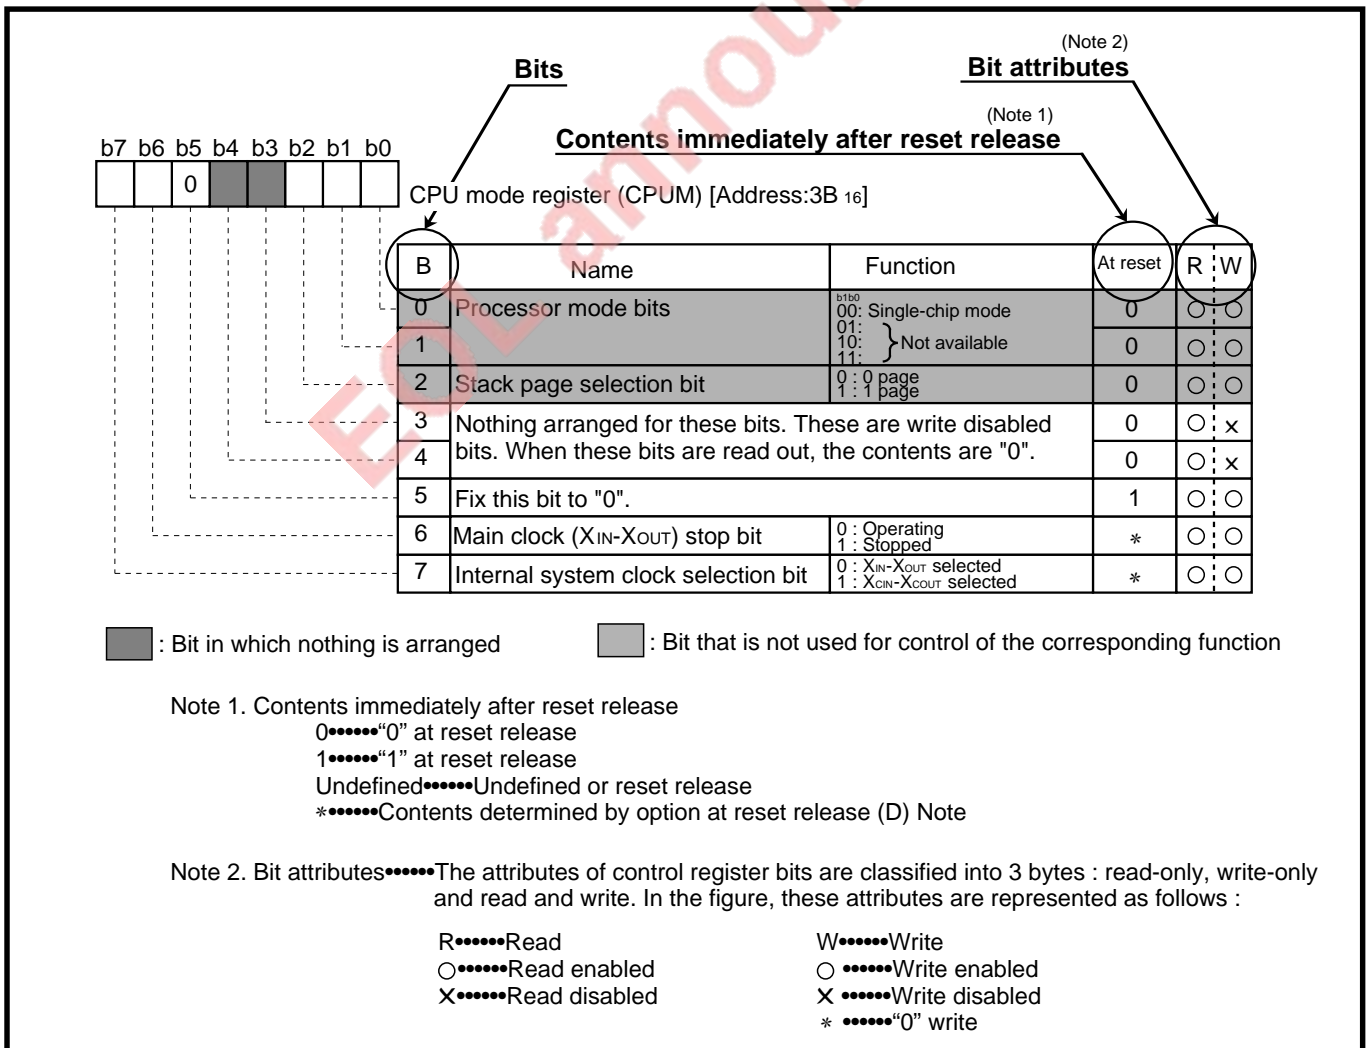 (Note 2)
Bits
Bit attributes
(Note 1)
Contents immediately after reset release
b7 b6 b5 b4 b3 b2 b1 b0
0
CPU mode register (CPUM) [Address:3B 16]
B Name Function At reset R W
0 Processor mode bits b1b0 0 ○ ○
00: Single-chip mode
01:
1 10: } Not available 0 ○ ○
11:
2 Stack page selection bit 0 : 0 page 0 ○ ○
1 : 1 page
3 Nothing arranged for these bits. These are write disabled 0 ○ ×
4 bits. When these bits are read out, the contents are "0". 0 ○ ×
5 Fix this bit to "0". 1 ○ ○
6 Main clock (XIN-XOUT) stop bit 0 : Operating * ○ ○
1 : Stopped
7 Internal system clock selection bit 0 : XIN-XOUT selected * ○ ○
1 : XCIN-XCOUT selected
: Bit in which nothing is arranged : Bit that is not used for control of the corresponding function
Note 1. Contents immediately after reset release
0••••••“0” at reset release
1••••••“1” at reset release
Undefined••••••Undefined or reset release
*••••••Contents determined by option at reset release (D) Note
Note 2. Bit attributes••••••The attributes of control register bits are classified into 3 bytes : read-only, write-only
and read and write. In the figure, these attributes are represented as follows :
R••••••Read W••••••Write
○••••••Read enabled ○ ••••••Write enabled
×••••••Read disabled × ••••••Write disabled
* ••••••“0” write
EOL annou